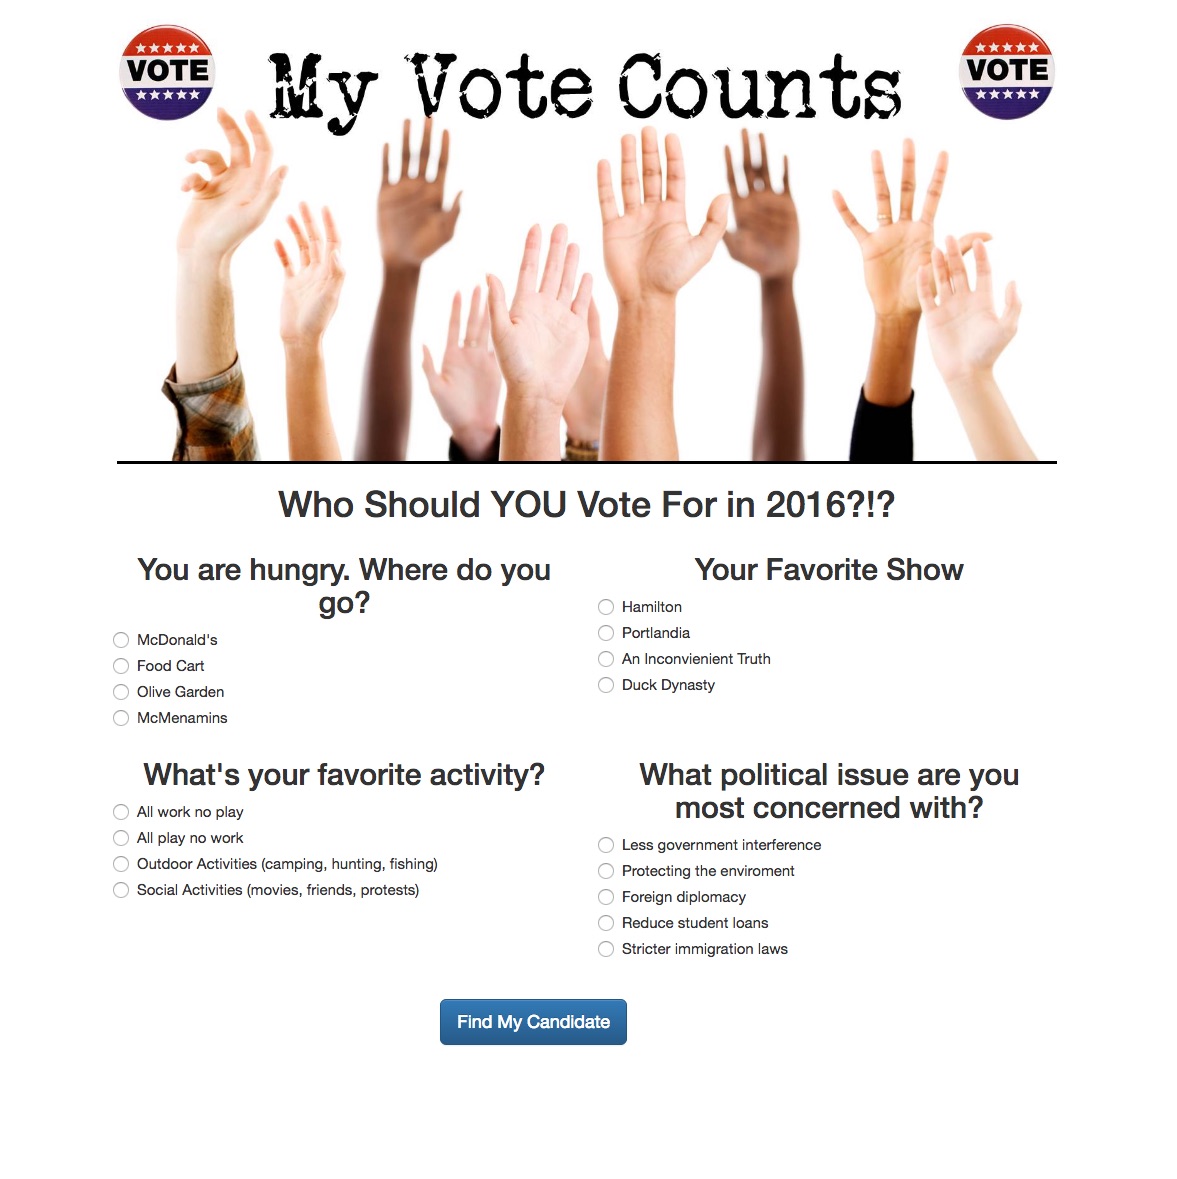 VOTE
My Vote Counts
VOTE
Who Should YOU Vote For in 2016?!?
You are hungry. Where do you
go?
McDonald's
Food Cart
Olive Garden
McMenamins
Your Favorite Show
Hamilton
Portlandia
An Inconvienient Truth
Duck Dynasty
What's your favorite activity?
All work no play
All play no work
Outdoor Activities (camping, hunting, fishing)
Social Activities (movies, friends, protests)
What political issue are you
most concerned with?
Less government interference
Protecting the enviroment
Foreign diplomacy
Reduce student loans
Stricter immigration laws
Find My Candidate